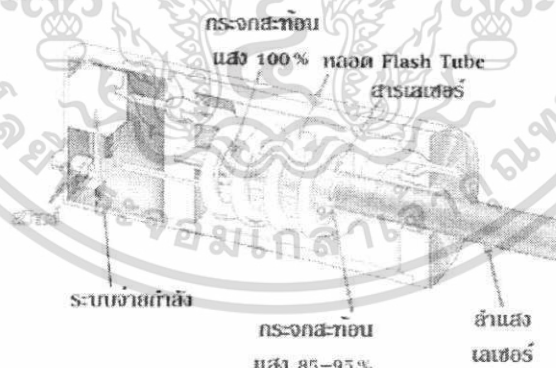 กระจกสะท้อน
แสง 100% หลอด Flash Tube
สารเลเซอร์
ระบบจ่ายกำลัง
กระจกสะท้อน
แสง 85-95%
ลำแสง
เลเซอร์